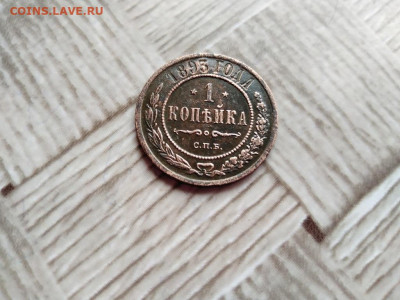 COINS.LAVE.RU
1893 ГОДА
* 1 *
КОПѢЙКА
С.П.Б.